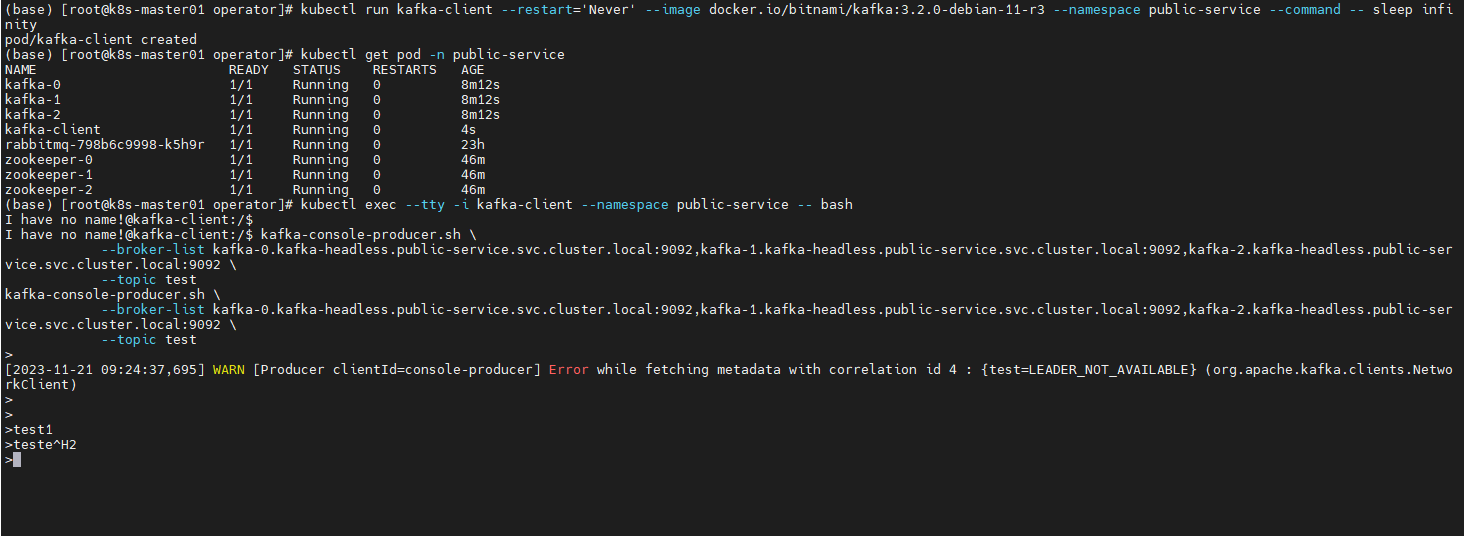 (base) [root@k8s-master01 operator]# kubectl run kafka-client --restart='Never' --image docker.io/bitnami/kafka:3.2.0-debian-11-r3 --namespace public-service --command -- sleep infi
nity
pod/kafka-client created
(base) [root@k8s-master01 operator]# kubectl get pod -n public-service
NAME                        READY   STATUS    RESTARTS   AGE
kafka-0                     1/1     Running   0          8m12s
kafka-1                     1/1     Running   0          8m12s
kafka-2                     1/1     Running   0          8m12s
kafka-client                1/1     Running   0          4s
rabbitmq-798b6c9998-k5h9r   1/1     Running   0          23h
zookeeper-0                 1/1     Running   0          46m
zookeeper-1                 1/1     Running   0          46m
zookeeper-2                 1/1     Running   0          46m
(base) [root@k8s-master01 operator]# kubectl exec --tty -i kafka-client --namespace public-service -- bash
I have no name!@kafka-client:/$
I have no name!@kafka-client:/$ kafka-console-producer.sh \
            --broker-list kafka-0.kafka-headless.public-service.svc.cluster.local:9092,kafka-1.kafka-headless.public-service.svc.cluster.local:9092,kafka-2.kafka-headless.public-ser
vice.svc.cluster.local:9092 \
            --topic test
kafka-console-producer.sh \
            --broker-list kafka-0.kafka-headless.public-service.svc.cluster.local:9092,kafka-1.kafka-headless.public-service.svc.cluster.local:9092,kafka-2.kafka-headless.public-ser
vice.svc.cluster.local:9092 \
            --topic test
>
[2023-11-21 09:24:37,695] WARN [Producer clientId=console-producer] Error while fetching metadata with correlation id 4 : {test=LEADER_NOT_AVAILABLE} (org.apache.kafka.clients.Netwo
rkClient)
>
>
>test1
>teste^H2
>